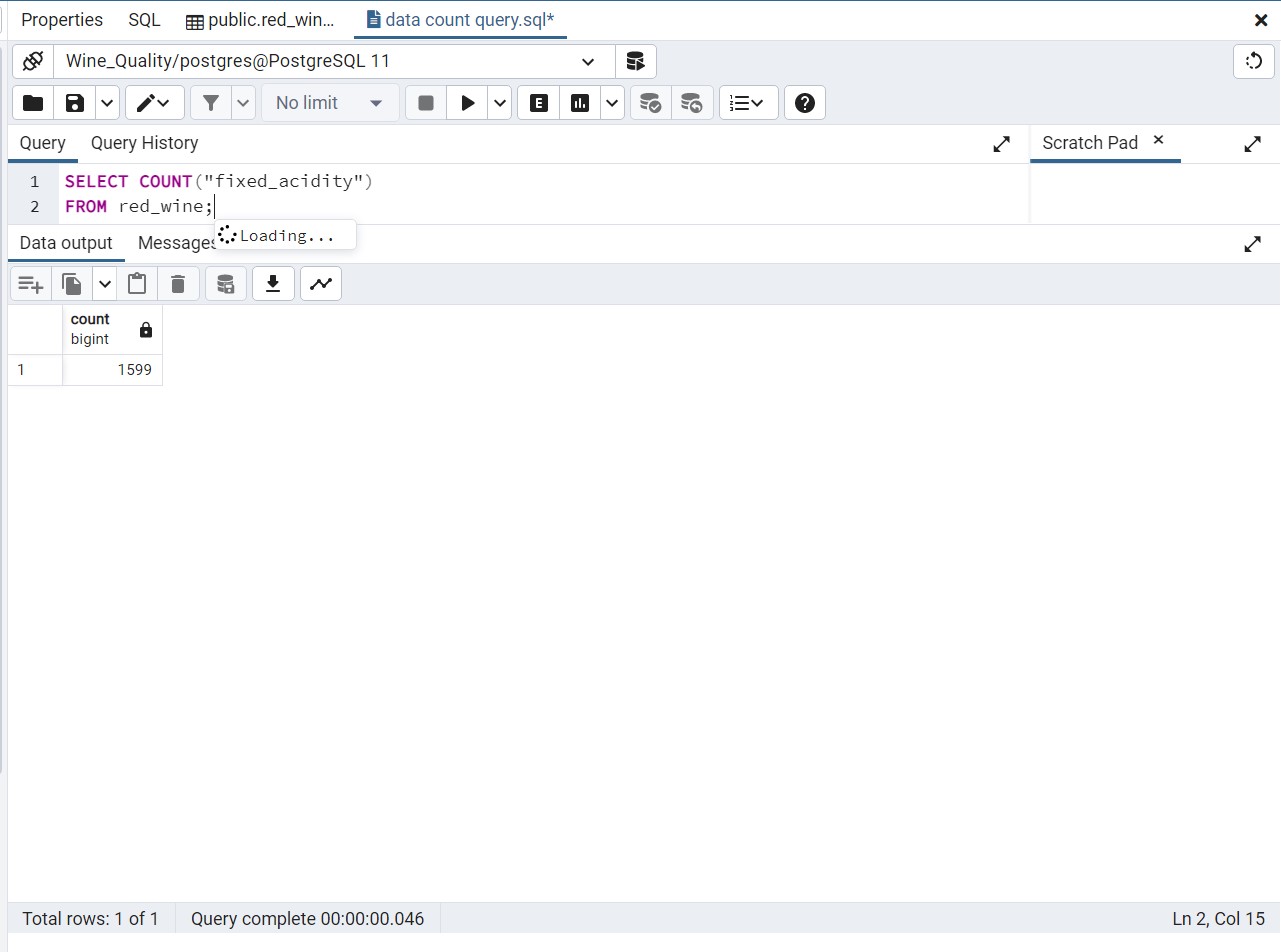 Properties SQL public.red_win... data count query.sql*
Wine_Quality/postgres@PostgreSQL 11
No limit E
Query Query History Scratch Pad
1 SELECT COUNT("fixed_acidity")
2 FROM red_wine;
Loading...
Data output Messages
count
bigint
1 1599
Total rows: 1 of 1 Query complete 00:00:00.046 Ln 2, Col 15